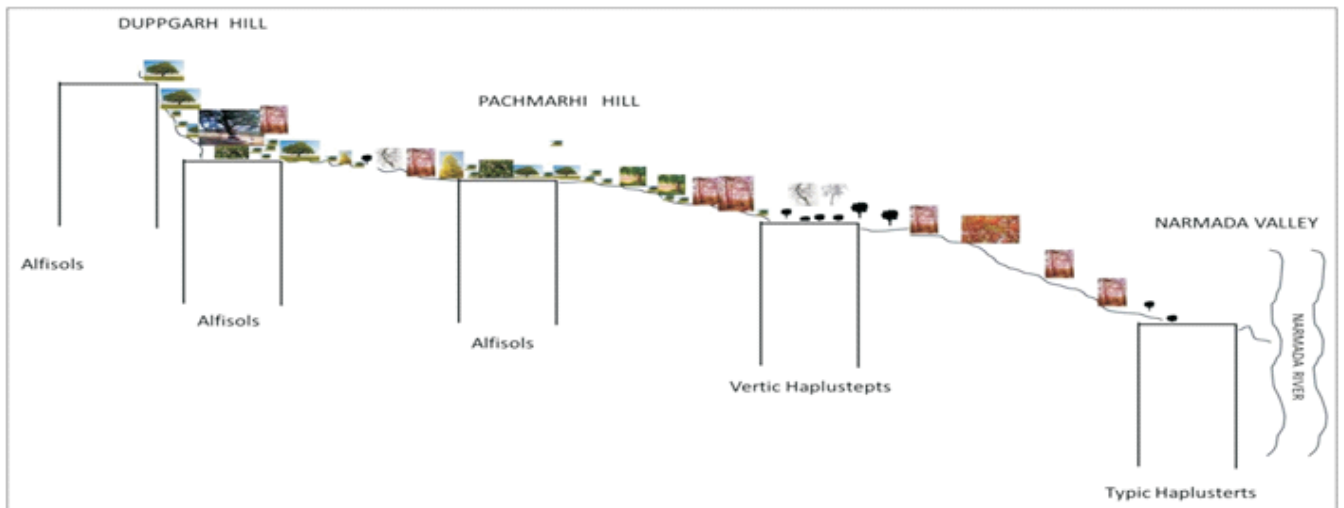 DUPPGARH HILL
PACHMARHI HILL
NARMADA VALLEY
Alfisols
Alfisols
Alfisols
NARMADA RIVER
Vertic Haplustepts
Typic Haplusterts